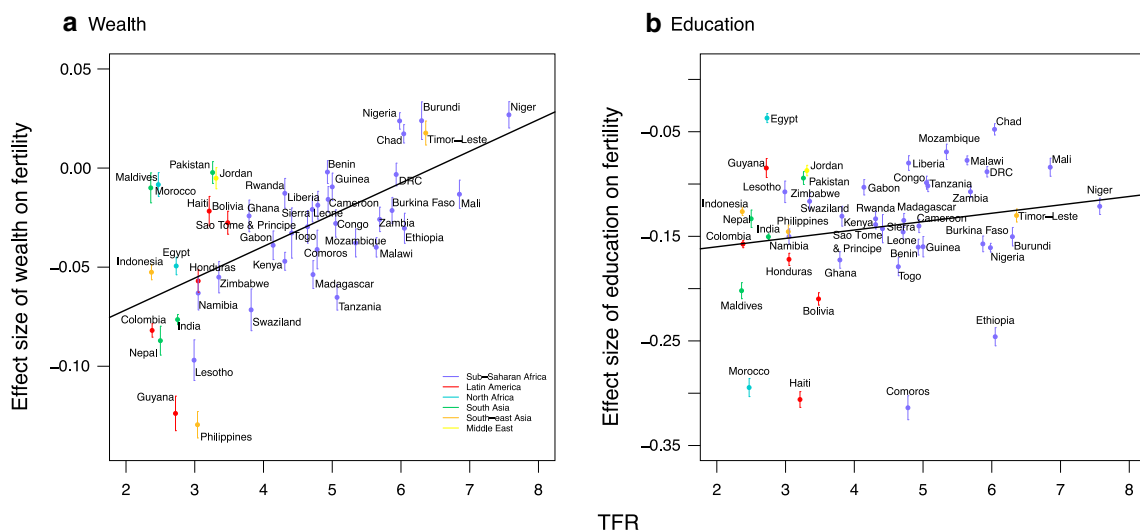 a Wealth
Effect size of wealth on fertility
0.05
0.00
−0.05
−0.10
Nigeria
Burundi
Niger
Chad
Timor−Leste
Pakistan
Maldives
Jordan
Morocco
Benin
Guinea
DRC
Rwanda
Liberia
Mali
Haiti
Bolivia
Ghana
Cameroon
Burkina Faso
Sao Tome & Principe
Sierra Leone
Zambia
Gabon
Togo
Congo
Mozambique
Ethiopia
Egypt
Comoros
Malawi
Indonesia
Honduras
Kenya
Zimbabwe
Madagascar
Namibia
Tanzania
Colombia
India
Swaziland
Nepal
Lesotho
Guyana
Philippines
Sub−Saharan Africa
Latin America
North Africa
South Asia
South−east Asia
Middle East
2 3 4 5 6 7 8
b Education
Effect size of education on fertility
−0.05
−0.15
−0.25
−0.35
Egypt
Chad
Mozambique
Guyana
Jordan
Liberia
Malawi
Mali
Pakistan
Congo
DRC
Lesotho
Zimbabwe
Gabon
Tanzania
Zambia
Niger
Indonesia
Swaziland
Rwanda
Madagascar
Timor−Leste
Nepal
Philippines
Kenya
Cameroon
India
Sao Tome
& Principe
Sierra
Leone
Burkina Faso
Colombia
Namibia
Guinea
Burundi
Honduras
Ghana
Benin
Nigeria
Togo
Maldives
Bolivia
Ethiopia
Morocco
Haiti
Comoros
2 3 4 5 6 7 8
TFR